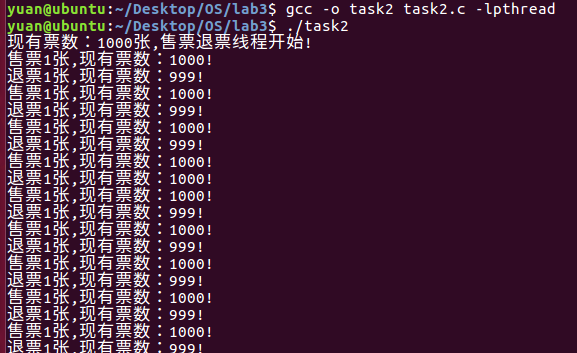 yuan@ubuntu:~/Desktop/OS/lab3$ gcc -o task2 task2.c -lpthread
yuan@ubuntu:~/Desktop/OS/lab3$ ./task2
现有票数：1000张,售票退票线程开始!
售票1张,现有票数：1000!
退票1张,现有票数：999!
售票1张,现有票数：1000!
退票1张,现有票数：999!
售票1张,现有票数：1000!
退票1张,现有票数：999!
售票1张,现有票数：1000!
退票1张,现有票数：1000!
售票1张,现有票数：1000!
退票1张,现有票数：999!
售票1张,现有票数：1000!
退票1张,现有票数：999!
售票1张,现有票数：1000!
退票1张,现有票数：999!
售票1张,现有票数：1000!
退票1张,现有票数：999!
售票1张,现有票数：1000!
退票1张,现有票数：999!